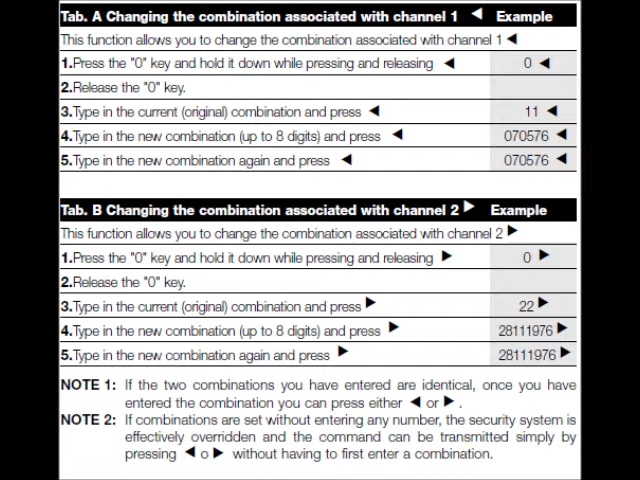 Tab. A Changing the combination associated with channel 1 ◀ Example
This function allows you to change the combination associated with channel 1 ◀
1.Press the "0" key and hold it down while pressing and releasing ◀ 0 ◀
2.Release the "0" key.
3.Type in the current (original) combination and press ◀ 11 ◀
4.Type in the new combination (up to 8 digits) and press ◀ 070576 ◀
5.Type in the new combination again and press ◀ 070576 ◀
Tab. B Changing the combination associated with channel 2 ▶ Example
This function allows you to change the combination associated with channel 2 ▶
1.Press the "0" key and hold it down while pressing and releasing ▶ 0 ▶
2.Release the "0" key.
3.Type in the current (original) combination and press ▶ 22 ▶
4.Type in the new combination (up to 8 digits) and press ▶ 28111976 ▶
5.Type in the new combination again and press ▶ 28111976 ▶
NOTE 1: If the two combinations you have entered are identical, once you have
entered the combination you can press either ◀ or ▶ .
NOTE 2: If combinations are set without entering any number, the security system is
effectively overridden and the command can be transmitted simply by
pressing ◀ o ▶ without having to first enter a combination.